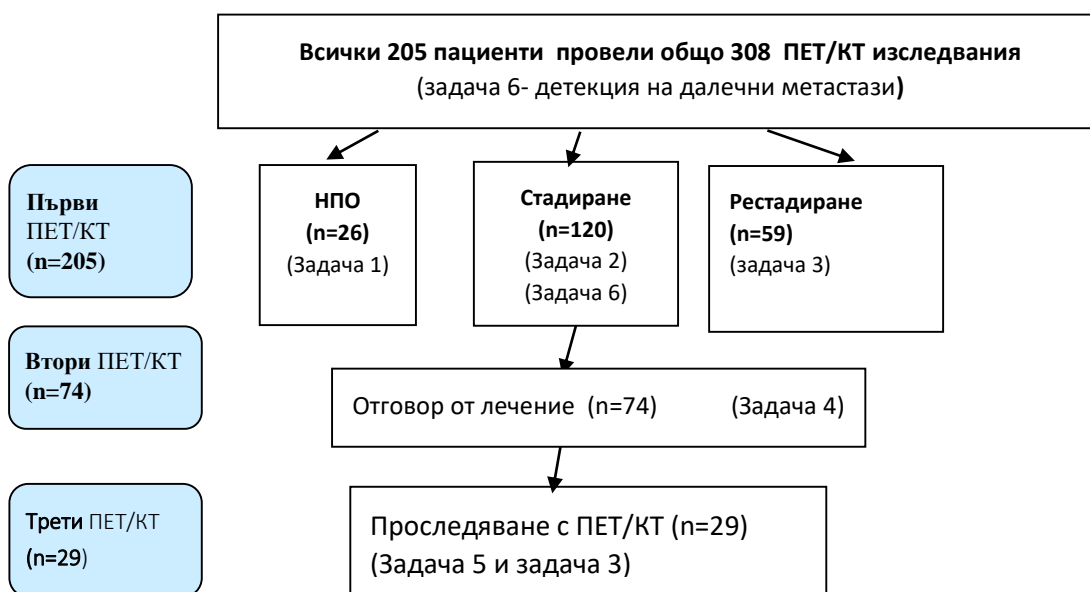 Всички 205 пациенти провели общо 308 ПЕТ/КТ изследвания
(задача 6- детекция на далечни метастази)
Първи
ПЕТ/КТ
(n=205)
НПО
(n=26)
(Задача 1)
Стадиране
(n=120)
(Задача 2)
(Задача 6)
Рестадиране
(n=59)
(задача 3)
Втори ПЕТ/КТ
(n=74)
Отговор от лечение (n=74) (Задача 4)
Трети ПЕТ/КТ
(n=29)
Проследяване с ПЕТ/КТ (n=29)
(Задача 5 и задача 3)